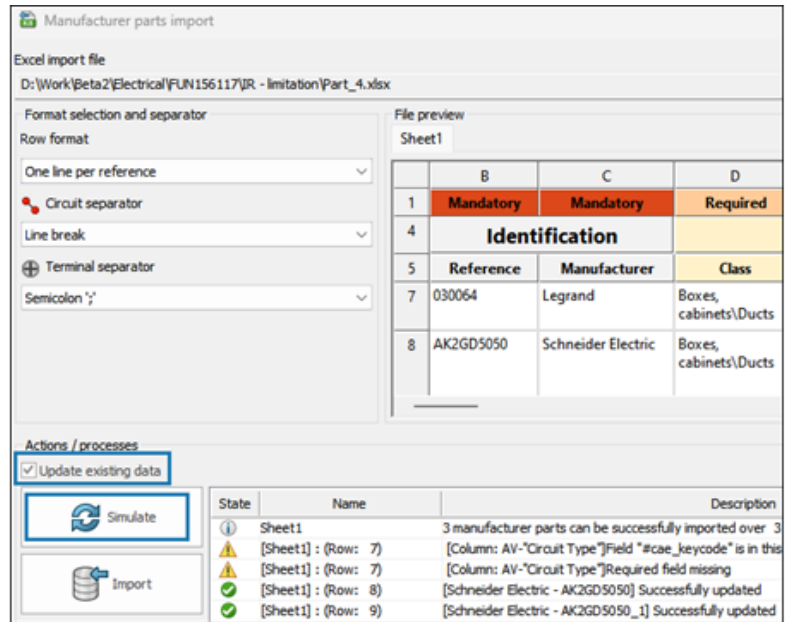 Manufacturer parts import
Excel import file
D:\Work\Beta2\Electrical\FUN156117\IR - limitation\Part_4.xlsx
Format selection and separator
Row format
One line per reference
Circuit separator
Line break
Terminal separator
Semicolon ';'
File preview
Sheet1
B C D
1 Mandatory Mandatory Required
4 Identification
5 Reference Manufacturer Class
7 030064 Legrand Boxes,
cabinets\Ducts
8 AK2GD5050 Schneider Electric Boxes,
cabinets\Ducts
Actions / processes
Update existing data
Simulate
Import
State Name Description
Sheet1 3 manufacturer parts can be successfully imported over 3
[Sheet1] : (Row: 7) [Column: AV-"Circuit Type"]Field "#cae_keycode" is in this
[Sheet1] : (Row: 7) [Column: AV-"Circuit Type"]Required field missing
[Sheet1] : (Row: 8) [Schneider Electric - AK2GD5050] Successfully updated
[Sheet1] : (Row: 9) [Schneider Electric - AK2GD5050_1] Successfully updated